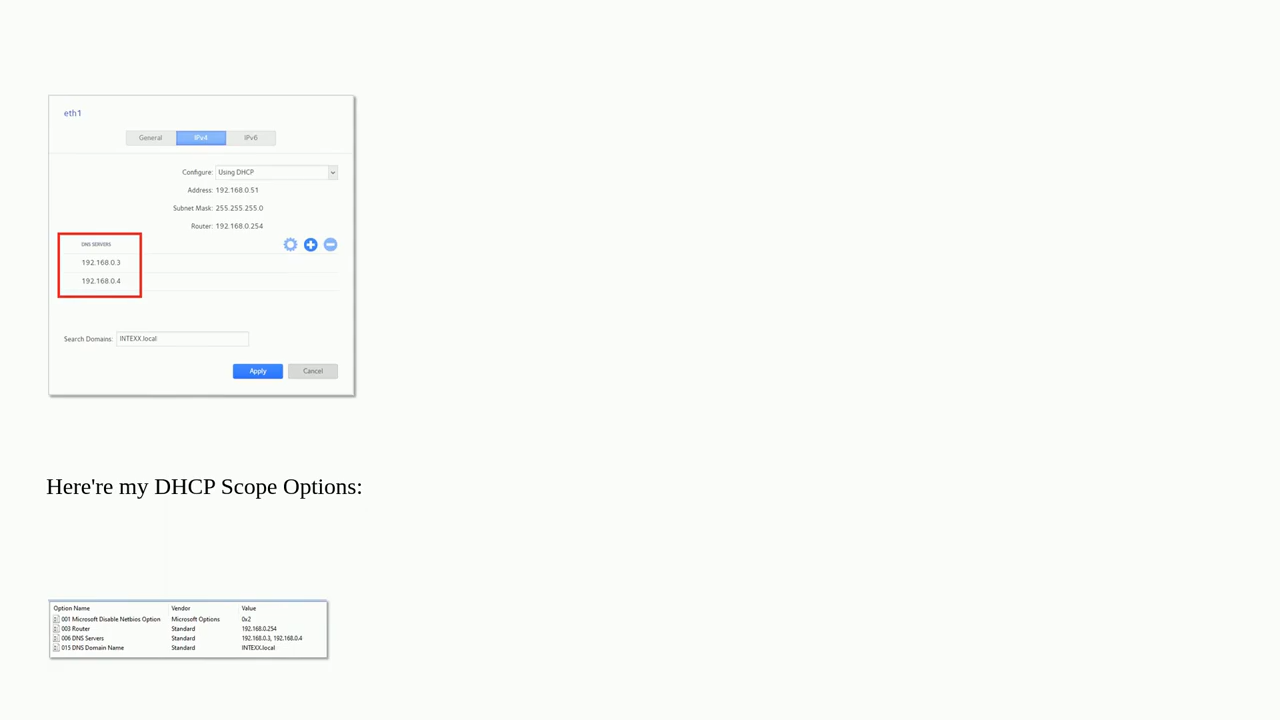 eth1
General IPv4 IPv6
Configure: Using DHCP
Address: 192.168.0.51
Subnet Mask: 255.255.255.0
Router: 192.168.0.254
DNS SERVERS
192.168.0.3
192.168.0.4
Search Domains: INTEXX.local
Apply Cancel
Here're my DHCP Scope Options:
Option Name Vendor Value
001 Microsoft Disable Netbios Option Microsoft Options 0x2
003 Router Standard 192.168.0.254
006 DNS Servers Standard 192.168.0.3, 192.168.0.4
015 DNS Domain Name Standard INTEXX.local